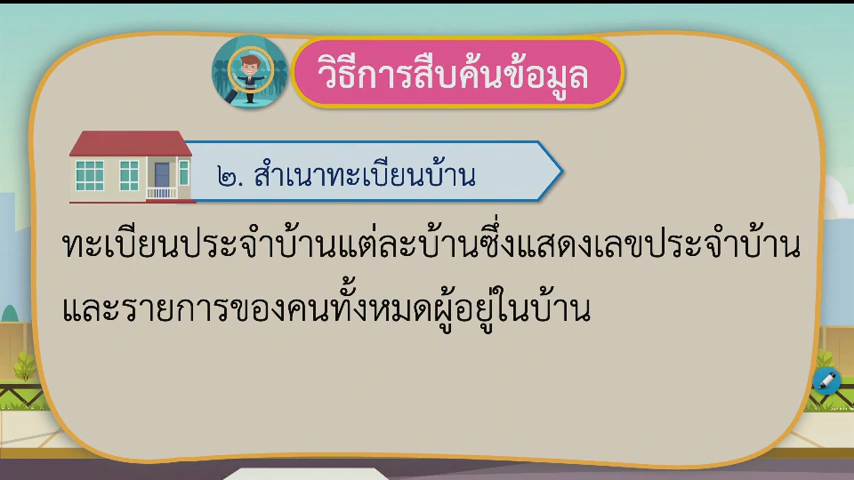 วิธีการสืบค้นข้อมูล
๒. สำเนาทะเบียนบ้าน
ทะเบียนประจำบ้านแต่ละบ้านซึ่งแสดงเลขประจำบ้าน
และรายการของคนทั้งหมดผู้อยู่ในบ้าน